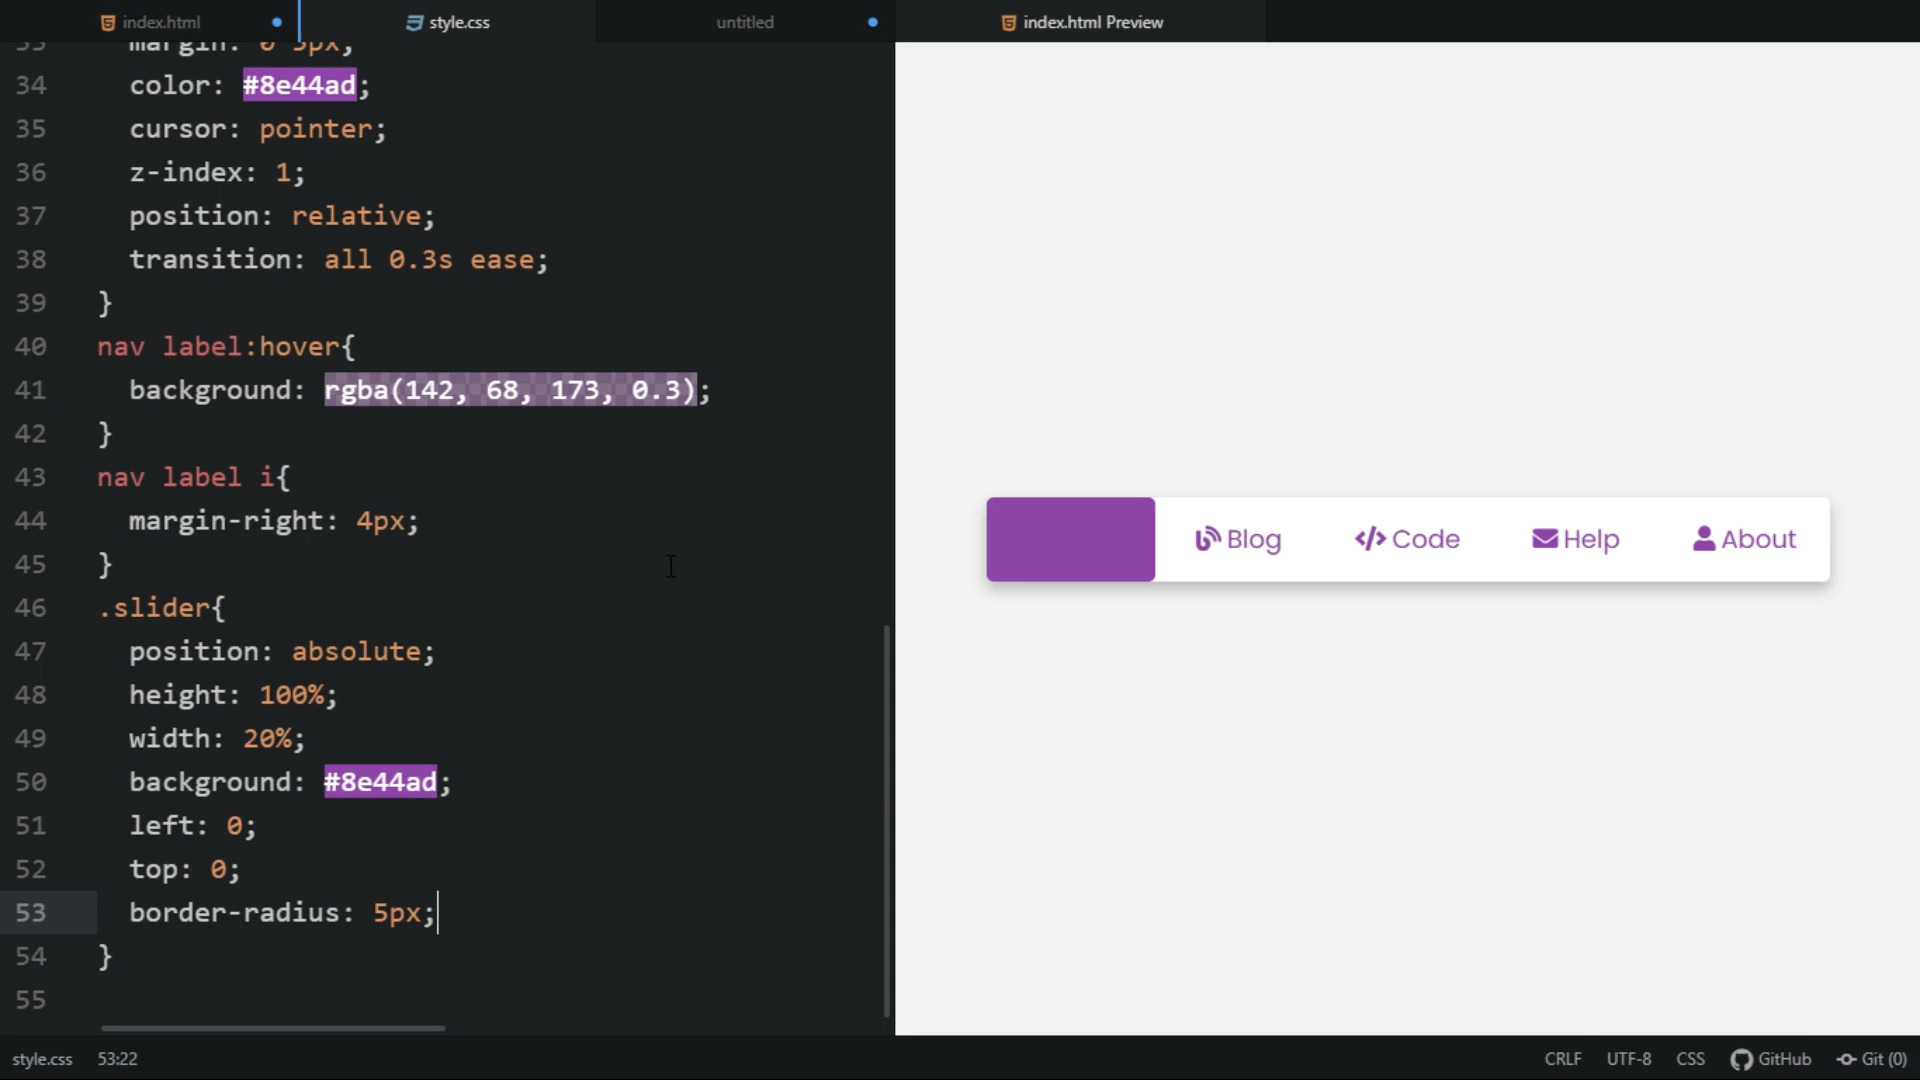 index.html
style.css
untitled
index.html Preview
33 margin: 0 5px;
34 color: #8e44ad;
35 cursor: pointer;
36 z-index: 1;
37 position: relative;
38 transition: all 0.3s ease;
39 }
40 nav label:hover{
41 background: rgba(142, 68, 173, 0.3);
42 }
43 nav label i{
44 margin-right: 4px;
45 }
46 .slider{
47 position: absolute;
48 height: 100%;
49 width: 20%;
50 background: #8e44ad;
51 left: 0;
52 top: 0;
53 border-radius: 5px;
54 }
55
Blog
</> Code
Help
About
style.css 53:22
CRLF UTF-8 CSS GitHub Git (0)